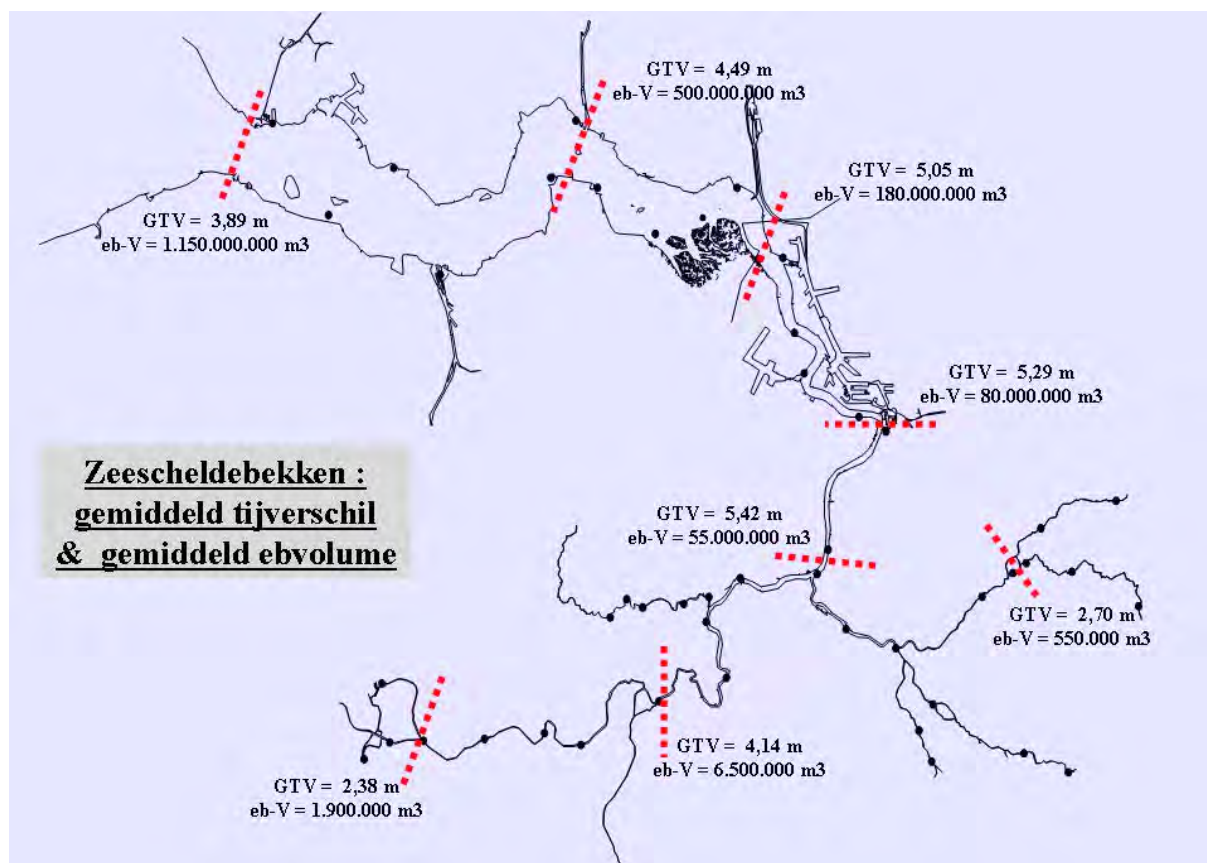 GTV = 4,49 m
eb-V = 500.000.000 m3
GTV = 5,05 m
eb-V = 180.000.000 m3
GTV = 3,89 m
eb-V = 1.150.000.000 m3
GTV = 5,29 m
eb-V = 80.000.000 m3
Zeescheldebekken :
gemiddeld tijverschil
& gemiddeld ebvolume
GTV = 5,42 m
eb-V = 55.000.000 m3
GTV = 2,70 m
eb-V = 550.000 m3
GTV = 4,14 m
eb-V = 6.500.000 m3
GTV = 2,38 m
eb-V = 1.900.000 m3